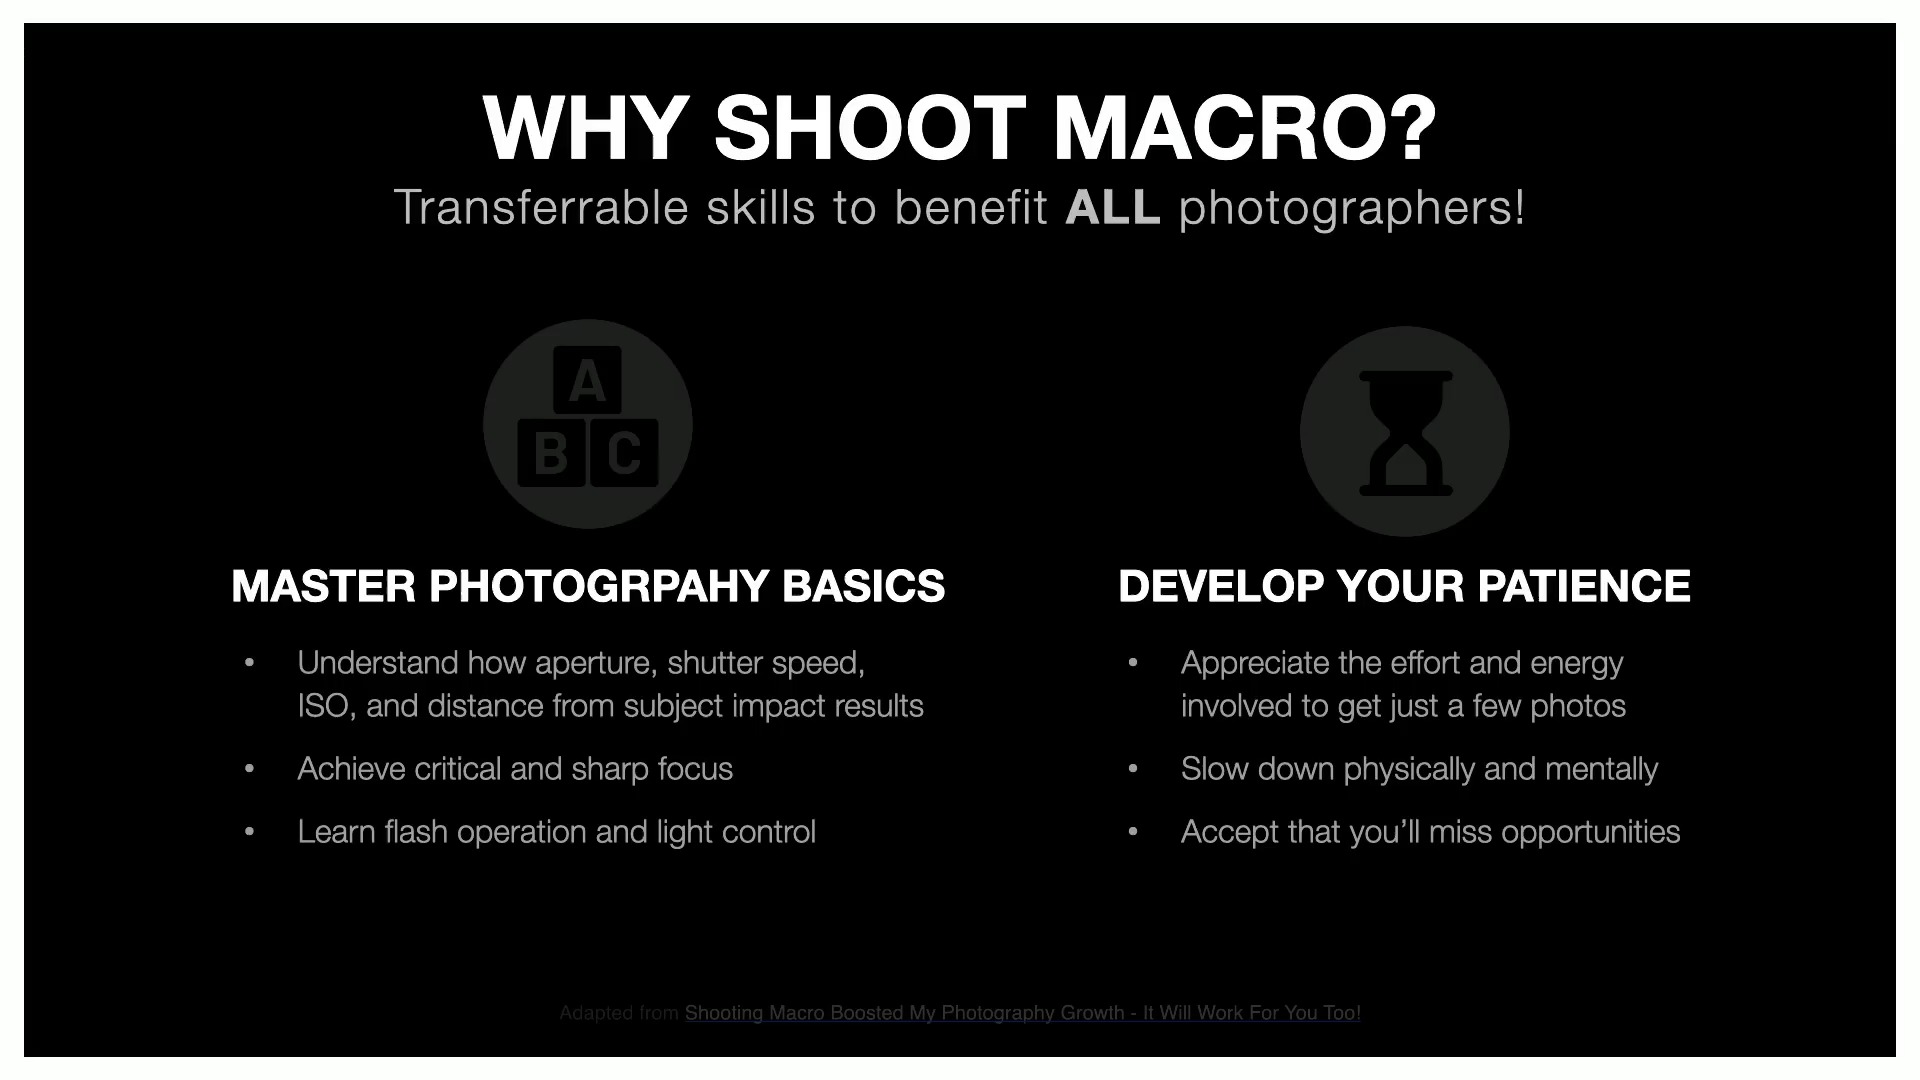 WHY SHOOT MACRO?
Transferrable skills to benefit ALL photographers!
A
B C
MASTER PHOTOGRPAHY BASICS
• Understand how aperture, shutter speed,
ISO, and distance from subject impact results
• Achieve critical and sharp focus
• Learn flash operation and light control
DEVELOP YOUR PATIENCE
• Appreciate the effort and energy
involved to get just a few photos
• Slow down physically and mentally
• Accept that you’ll miss opportunities
Adapted from Shooting Macro Boosted My Photography Growth - It Will Work For You Too!